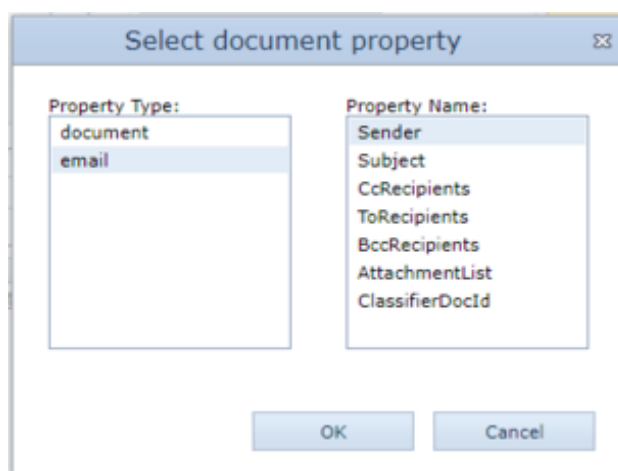 Select document property
Property Type:
document
email
Property Name:
Sender
Subject
CcRecipients
ToRecipients
BccRecipients
AttachmentList
ClassifierDocId
OK
Cancel